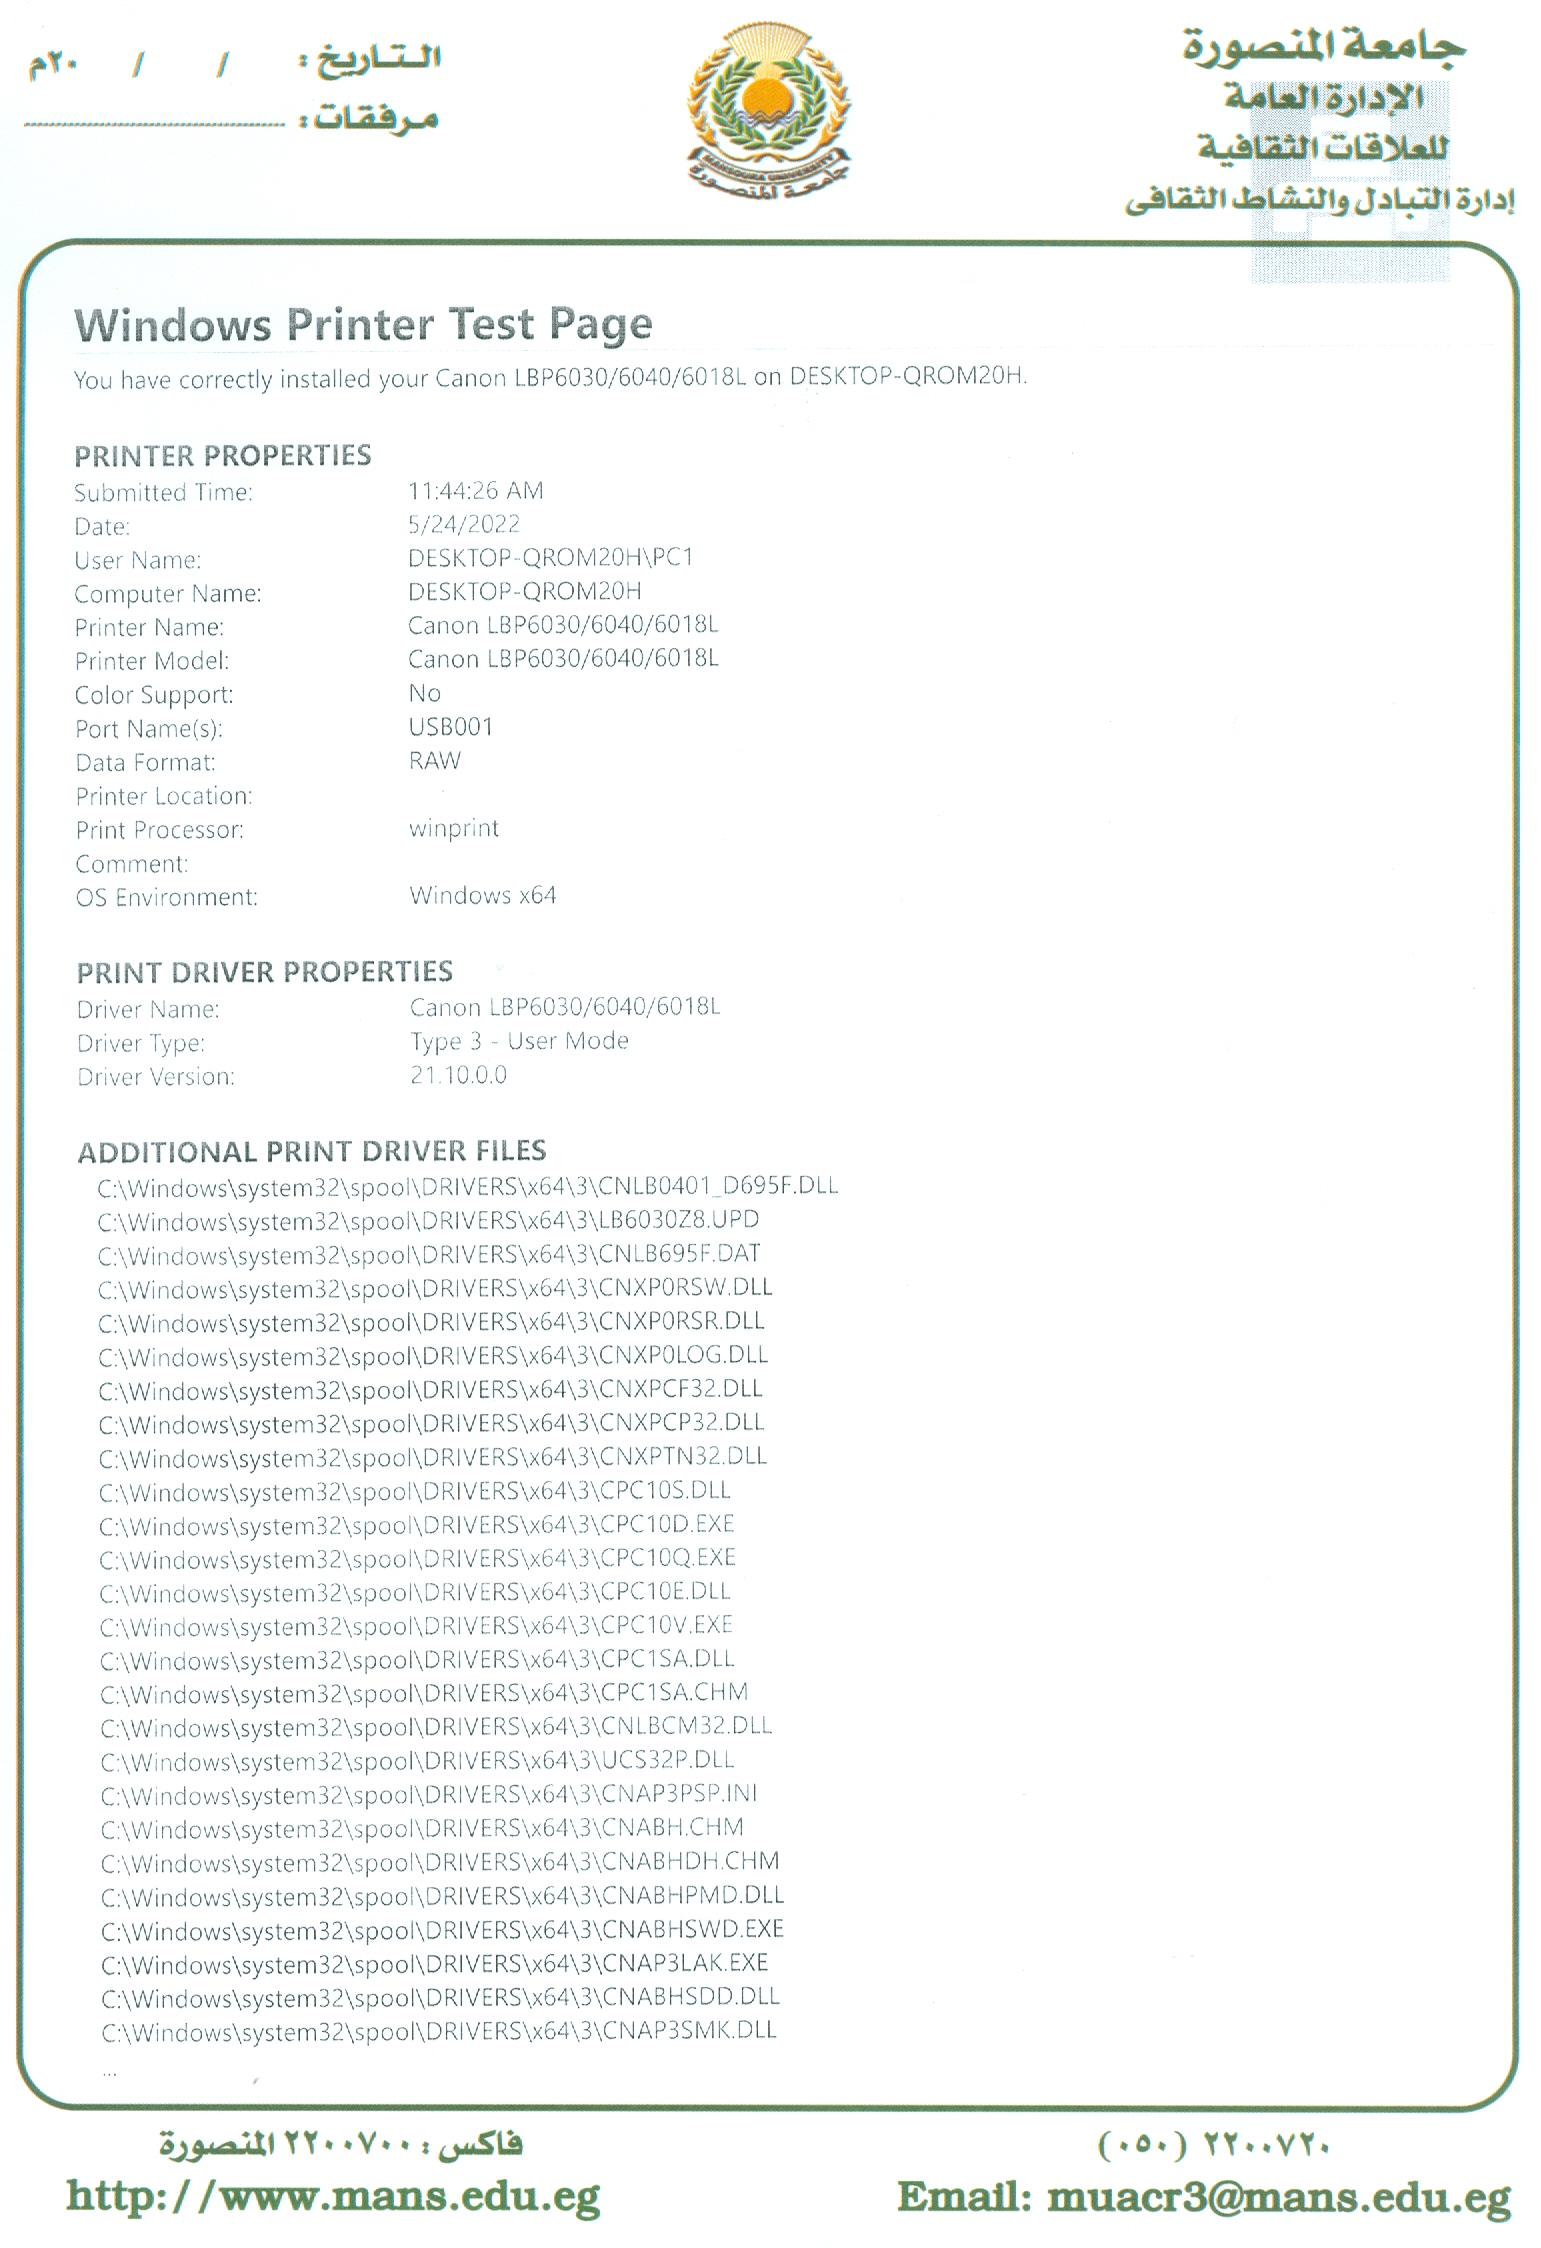 جامعة المنصورة
الإدارة العامة
للعلاقات الثقافية
إدارة التبادل والنشاط الثقافى
MANSOURA UNIVERSITY
جامعة المنصورة
التاريخ : / / ٢٠م
مرفقات :
Windows Printer Test Page
You have correctly installed your Canon LBP6030/6040/6018L on DESKTOP-QROM20H.
PRINTER PROPERTIES
Submitted Time: 11:44:26 AM
Date: 5/24/2022
User Name: DESKTOP-QROM20H\PC1
Computer Name: DESKTOP-QROM20H
Printer Name: Canon LBP6030/6040/6018L
Printer Model: Canon LBP6030/6040/6018L
Color Support: No
Port Name(s): USB001
Data Format: RAW
Printer Location:
Print Processor: winprint
Comment:
OS Environment: Windows x64
PRINT DRIVER PROPERTIES
Driver Name: Canon LBP6030/6040/6018L
Driver Type: Type 3 - User Mode
Driver Version: 21.10.0.0
ADDITIONAL PRINT DRIVER FILES
C:\Windows\system32\spool\DRIVERS\x64\3\CNLB0401_D695F.DLL
C:\Windows\system32\spool\DRIVERS\x64\3\LB6030Z8.UPD
C:\Windows\system32\spool\DRIVERS\x64\3\CNLB695F.DAT
C:\Windows\system32\spool\DRIVERS\x64\3\CNXP0RSW.DLL
C:\Windows\system32\spool\DRIVERS\x64\3\CNXP0RSR.DLL
C:\Windows\system32\spool\DRIVERS\x64\3\CNXP0LOG.DLL
C:\Windows\system32\spool\DRIVERS\x64\3\CNXPCF32.DLL
C:\Windows\system32\spool\DRIVERS\x64\3\CNXPCP32.DLL
C:\Windows\system32\spool\DRIVERS\x64\3\CNXPTN32.DLL
C:\Windows\system32\spool\DRIVERS\x64\3\CPC10S.DLL
C:\Windows\system32\spool\DRIVERS\x64\3\CPC10D.EXE
C:\Windows\system32\spool\DRIVERS\x64\3\CPC10Q.EXE
C:\Windows\system32\spool\DRIVERS\x64\3\CPC10E.DLL
C:\Windows\system32\spool\DRIVERS\x64\3\CPC10V.EXE
C:\Windows\system32\spool\DRIVERS\x64\3\CPC1SA.DLL
C:\Windows\system32\spool\DRIVERS\x64\3\CPC1SA.CHM
C:\Windows\system32\spool\DRIVERS\x64\3\CNLBCM32.DLL
C:\Windows\system32\spool\DRIVERS\x64\3\UCS32P.DLL
C:\Windows\system32\spool\DRIVERS\x64\3\CNAP3PSP.INI
C:\Windows\system32\spool\DRIVERS\x64\3\CNABH.CHM
C:\Windows\system32\spool\DRIVERS\x64\3\CNABHDH.CHM
C:\Windows\system32\spool\DRIVERS\x64\3\CNABHPMD.DLL
C:\Windows\system32\spool\DRIVERS\x64\3\CNABHSWD.EXE
C:\Windows\system32\spool\DRIVERS\x64\3\CNAP3LAK.EXE
C:\Windows\system32\spool\DRIVERS\x64\3\CNABHSDD.DLL
C:\Windows\system32\spool\DRIVERS\x64\3\CNAP3SMK.DLL
...
٢٢٠٠٧٢٠ (٠٥٠)
فاكس : ٢٢٠٠٧٠٠ المنصورة
http://www.mans.edu.eg
Email: muacr3@mans.edu.eg